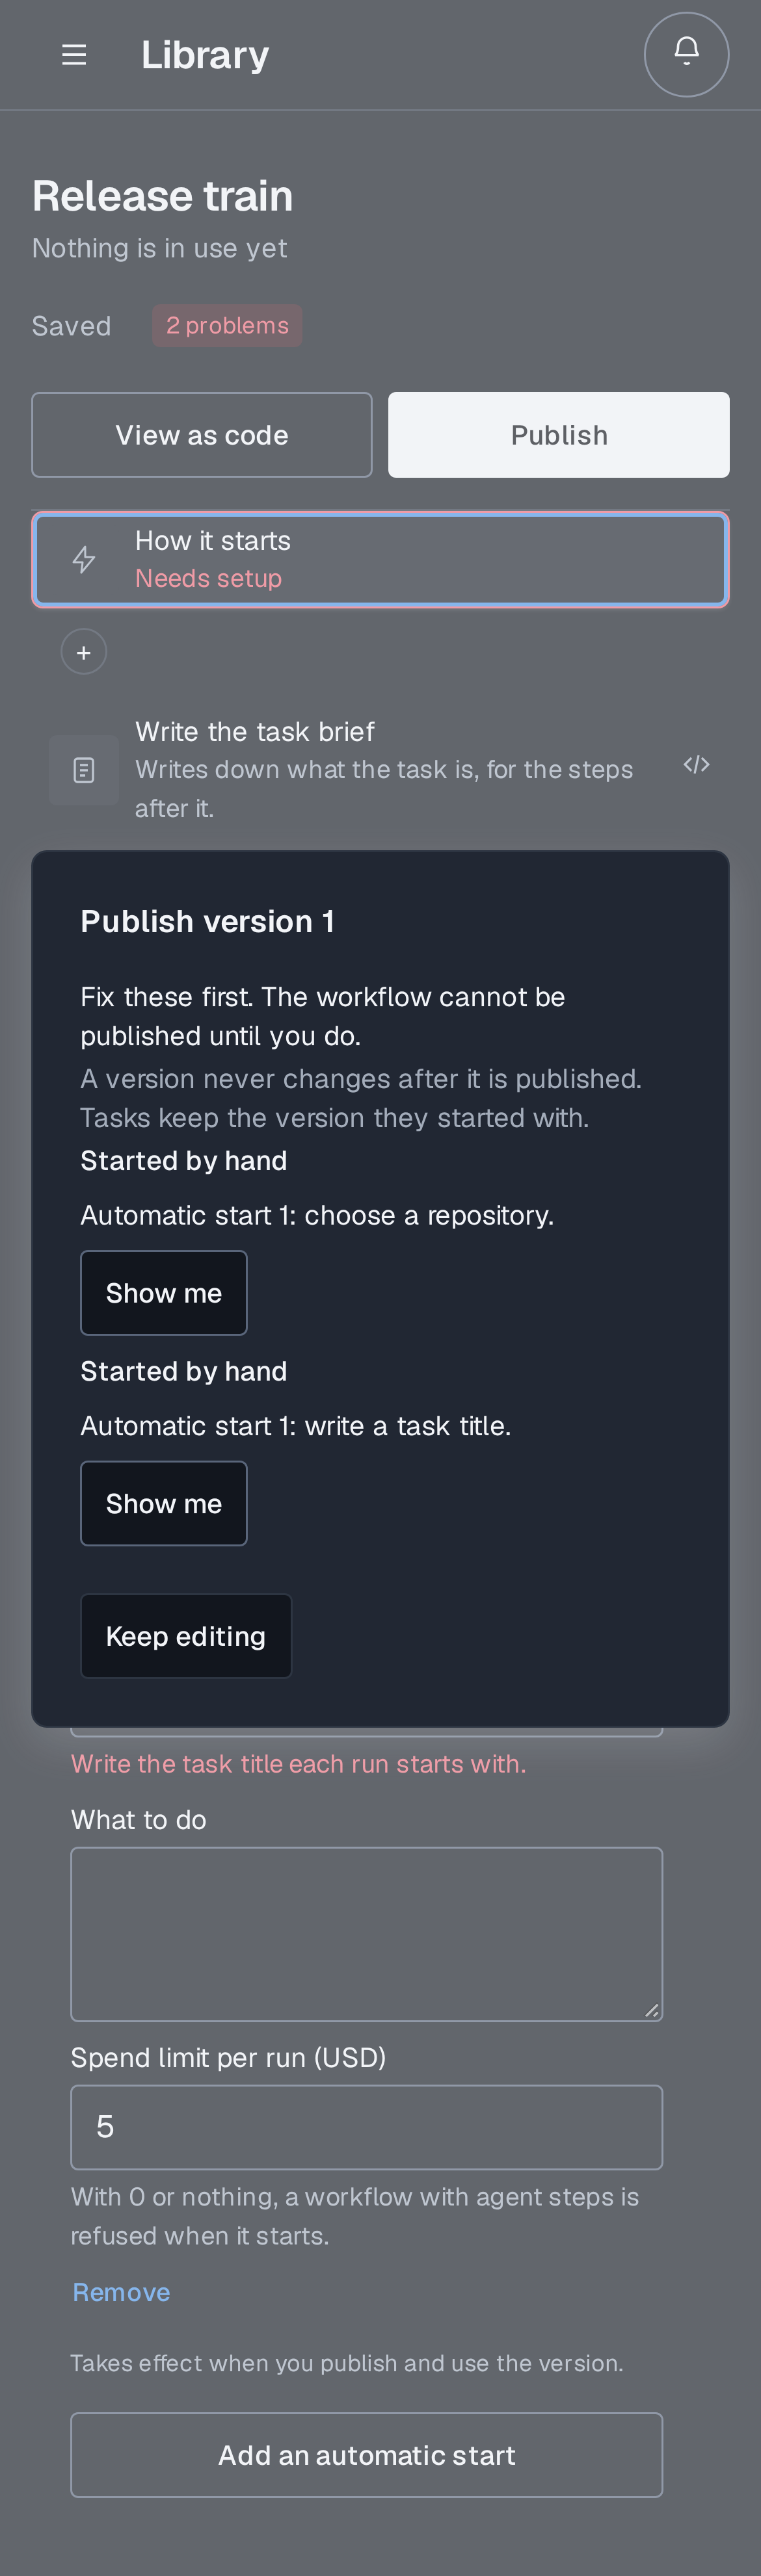 Library
Release train
Nothing is in use yet
Saved
2 problems
View as code
Publish
How it starts
Needs setup
+
Write the task brief
Writes down what the task is, for the steps
after it.
Publish version 1
Fix these first. The workflow cannot be
published until you do.
A version never changes after it is published.
Tasks keep the version they started with.
Started by hand
Automatic start 1: choose a repository.
Show me
Started by hand
Automatic start 1: write a task title.
Show me
Keep editing
Write the task title each run starts with.
What to do
Spend limit per run (USD)
5
With 0 or nothing, a workflow with agent steps is
refused when it starts.
Remove
Takes effect when you publish and use the version.
Add an automatic start